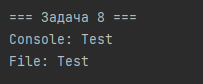 === Задача 8 ===
Console: Test
File: Test